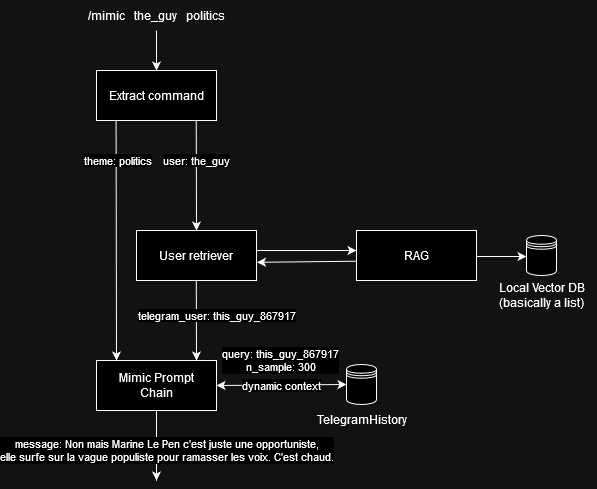 /mimic the_guy politics
Extract command
theme: politics
user: the_guy
User retriever
RAG
Local Vector DB
(basically a list)
telegram_user: this_guy_867917
query: this_guy_867917
n_sample: 300
dynamic context
Mimic Prompt
Chain
TelegramHistory
message: Non mais Marine Le Pen c'est juste une opportuniste,
elle surfe sur la vague populiste pour ramasser les voix. C'est chaud.